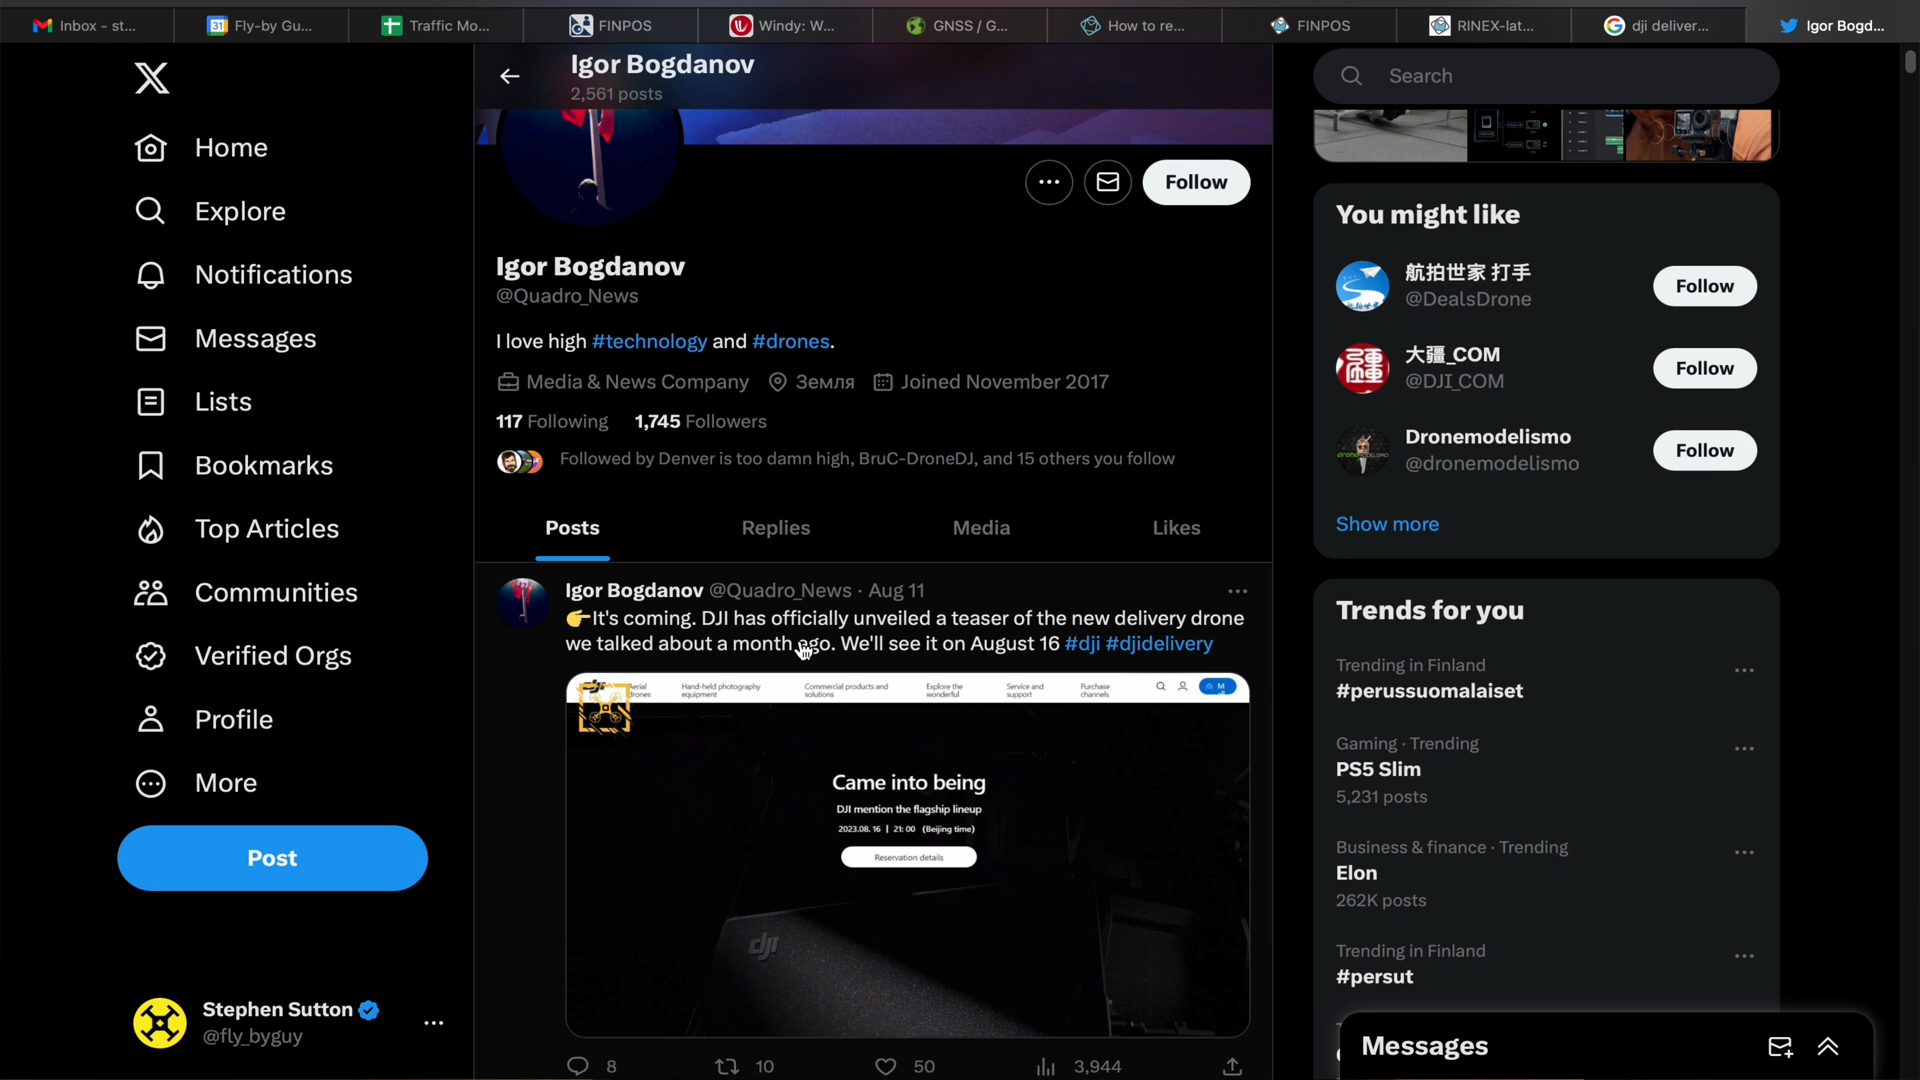 Inbox - st...
Fly-by Gu...
Traffic Mo...
FINPOS
Windy: W...
GNSS / G...
How to re...
FINPOS
RINEX-lat...
dji deliver...
Igor Bogd...
Home
Explore
Notifications
Messages
Lists
Bookmarks
Top Articles
Communities
Verified Orgs
Profile
More
Post
Stephen Sutton
@fly_byguy
Igor Bogdanov
2,561 posts
Follow
Igor Bogdanov
@Quadro_News
I love high #technology and #drones.
Media & News Company Земля Joined November 2017
117 Following 1,745 Followers
Followed by Denver is too damn high, BruC-DroneDJ, and 15 others you follow
Posts Replies Media Likes
Igor Bogdanov @Quadro_News · Aug 11
👉It's coming. DJI has officially unveiled a teaser of the new delivery drone
we talked about a month ago. We'll see it on August 16 #dji #djidelivery
Hand-held photography
equipment
Commercial products and
solutions
Explore the
wonderful
Service and
support
Purchase
channels
Came into being
DJI mention the flagship lineup
2023.08. 16 | 21: 00 (Beijing time)
Reservation details
dji
8 10 50 3,944
Search
You might like
航拍世家 打手
@DealsDrone
Follow
大疆_COM
@DJI_COM
Follow
Dronemodelismo
@dronemodelismo
Follow
Show more
Trends for you
Trending in Finland
#perussuomalaiset
Gaming · Trending
PS5 Slim
5,231 posts
Business & finance · Trending
Elon
262K posts
Trending in Finland
#persut
Messages